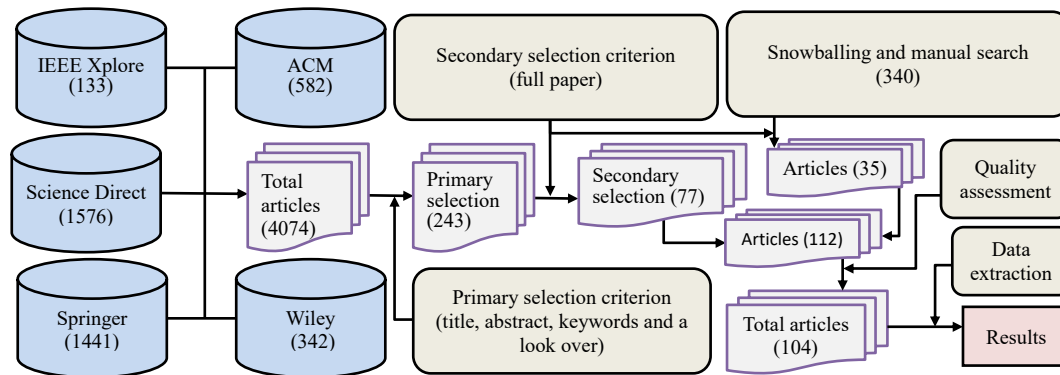 IEEE Xplore
(133)
ACM
(582)
Secondary selection criterion
(full paper)
Snowballing and manual search
(340)
Science Direct
(1576)
Total
articles
(4074)
Primary
selection
(243)
Secondary
selection (77)
Articles (35)
Articles (112)
Quality
assessment
Data
extraction
Springer
(1441)
Wiley
(342)
Primary selection criterion
(title, abstract, keywords and a
look over)
Total articles
(104)
Results